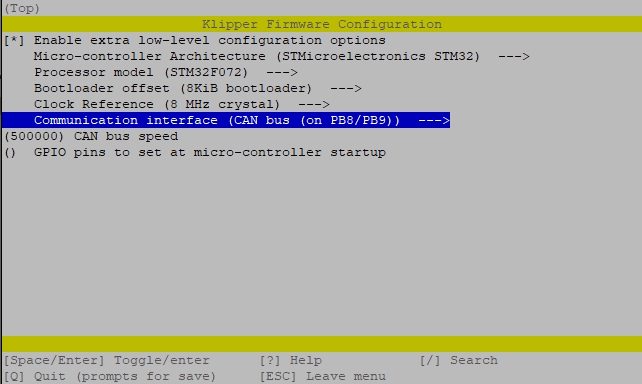 (Top)
Klipper Firmware Configuration
[*] Enable extra low-level configuration options
Micro-controller Architecture (STMicroelectronics STM32)  --->
Processor model (STM32F072)  --->
Bootloader offset (8KiB bootloader)  --->
Clock Reference (8 MHz crystal)  --->
Communication interface (CAN bus (on PB8/PB9))  --->
(500000) CAN bus speed
()  GPIO pins to set at micro-controller startup
[Space/Enter] Toggle/enter      [?] Help            [/] Search
[Q] Quit (prompts for save)     [ESC] Leave menu